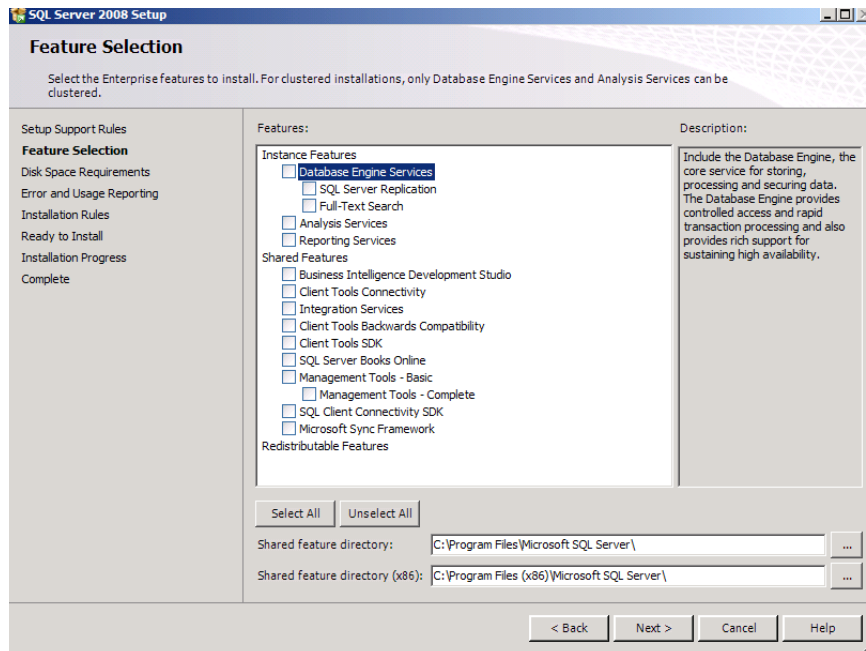 SQL Server 2008 Setup
Feature Selection
Select the Enterprise features to install. For clustered installations, only Database Engine Services and Analysis Services can be
clustered.
Setup Support Rules
Feature Selection
Disk Space Requirements
Error and Usage Reporting
Installation Rules
Ready to Install
Installation Progress
Complete
Features:
Instance Features
Database Engine Services
SQL Server Replication
Full-Text Search
Analysis Services
Reporting Services
Shared Features
Business Intelligence Development Studio
Client Tools Connectivity
Integration Services
Client Tools Backwards Compatibility
Client Tools SDK
SQL Server Books Online
Management Tools - Basic
Management Tools - Complete
SQL Client Connectivity SDK
Microsoft Sync Framework
Redistributable Features
Description:
Include the Database Engine, the
core service for storing,
processing and securing data.
The Database Engine provides
controlled access and rapid
transaction processing and also
provides rich support for
sustaining high availability.
Select All
Unselect All
Shared feature directory:
C:\Program Files\Microsoft SQL Server\
...
Shared feature directory (x86):
C:\Program Files (x86)\Microsoft SQL Server\
...
< Back
Next >
Cancel
Help